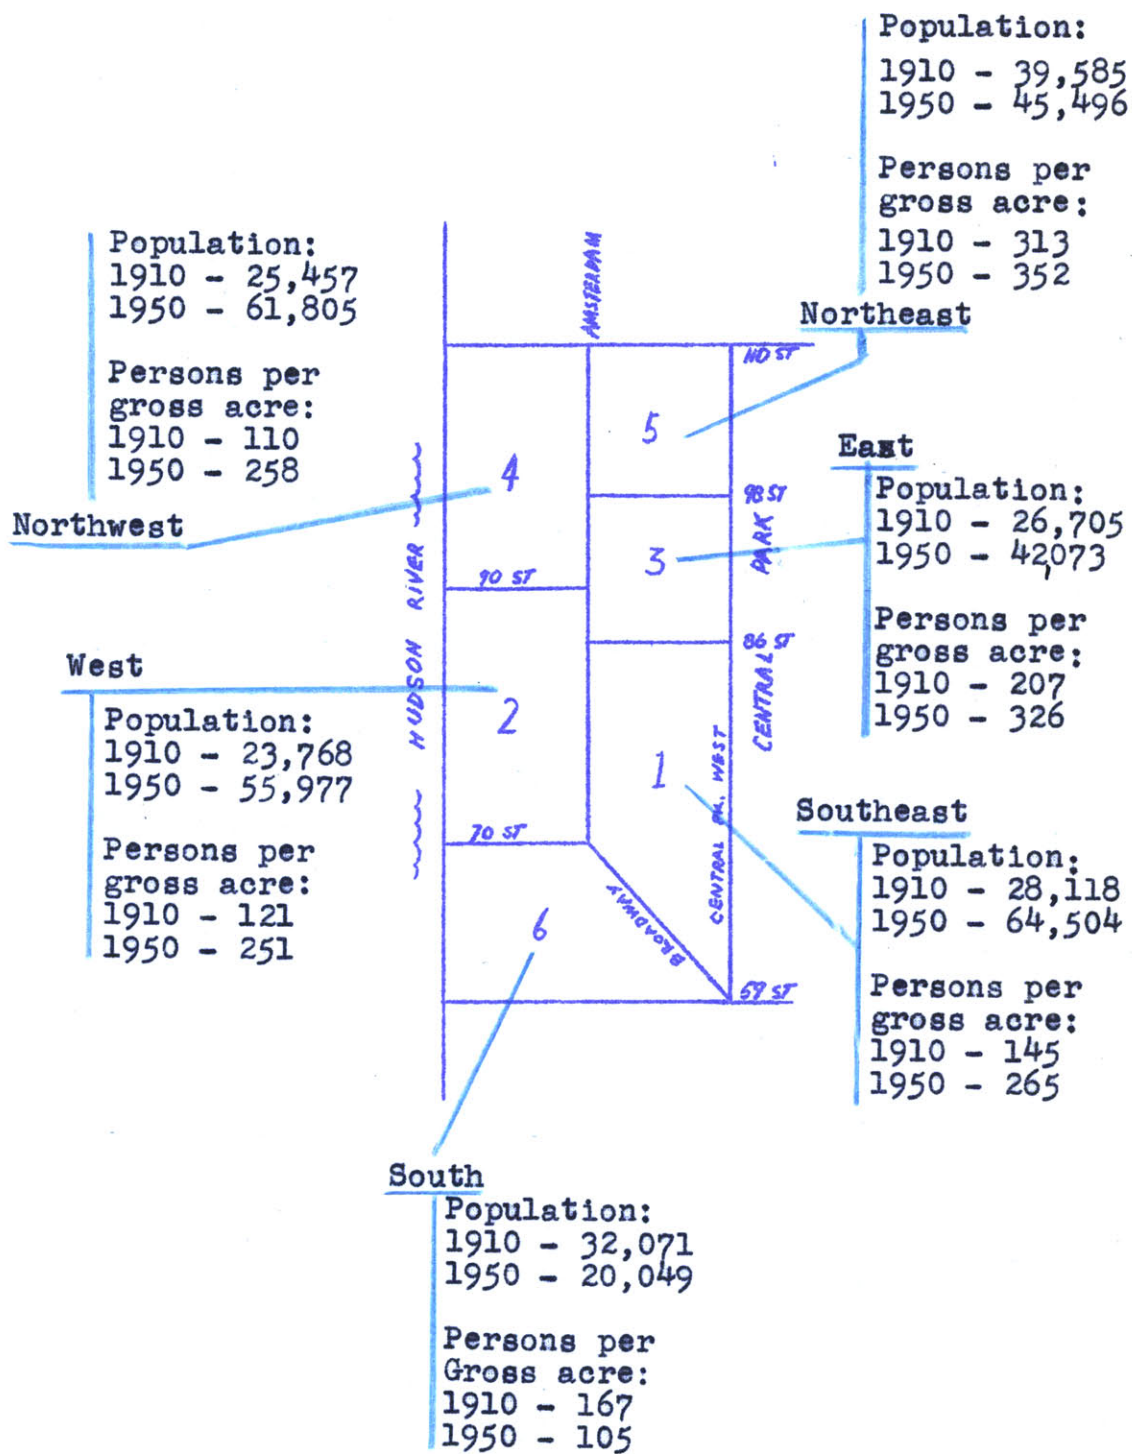 Population:
1910 - 39,585
1950 - 45,496
Persons per
gross acre:
1910 - 313
1950 - 352
Northeast
Population:
1910 - 25,457
1950 - 61,805
Persons per
gross acre:
1910 - 110
1950 - 258
Northwest
AMSTERDAM
110 ST
5
4
98 ST
3
PARK
90 ST
HUDSON RIVER
86 ST
2
CENTRAL
1
CENTRAL PK. WEST
70 ST
BROADWAY
6
59 ST
East
Population:
1910 - 26,705
1950 - 42,073
Persons per
gross acre:
1910 - 207
1950 - 326
West
Population:
1910 - 23,768
1950 - 55,977
Persons per
gross acre:
1910 - 121
1950 - 251
Southeast
Population:
1910 - 28,118
1950 - 64,504
Persons per
gross acre:
1910 - 145
1950 - 265
South
Population:
1910 - 32,071
1950 - 20,049
Persons per
Gross acre:
1910 - 167
1950 - 105